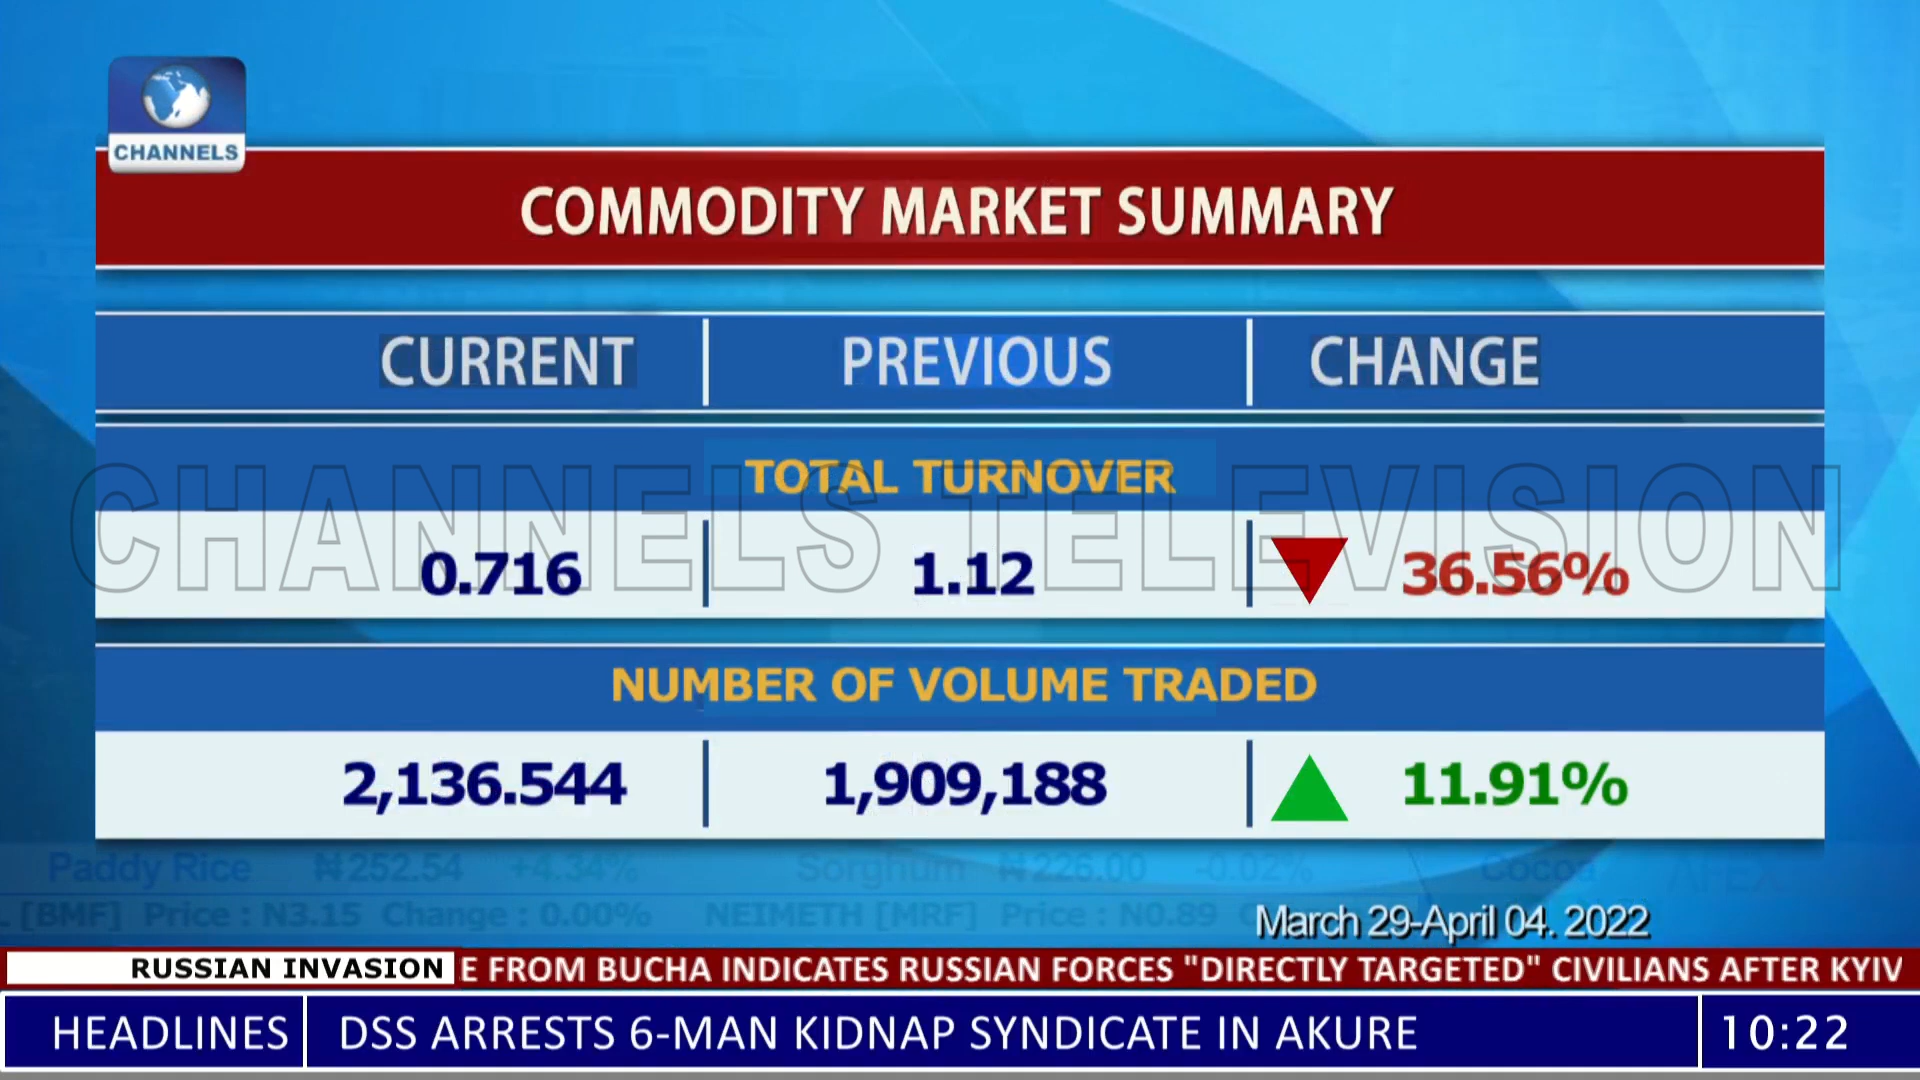 CHANNELS
COMMODITY MARKET SUMMARY
CURRENT PREVIOUS CHANGE
TOTAL TURNOVER
CHANNELS TELEVISION
0.716 1.12 36.56%
NUMBER OF VOLUME TRADED
2,136.544 1,909,188 11.91%
Paddy Rice ₦252.54 +4.34% Sorghum ₦226.00 -0.02% Cocoa AFEX
[BMF] Price : N3.15 Change : 0.00% NEIMETH [MRF] Price : N0.89
March 29-April 04. 2022
RUSSIAN INVASION E FROM BUCHA INDICATES RUSSIAN FORCES "DIRECTLY TARGETED" CIVILIANS AFTER KYIV
HEADLINES DSS ARRESTS 6-MAN KIDNAP SYNDICATE IN AKURE 10:22